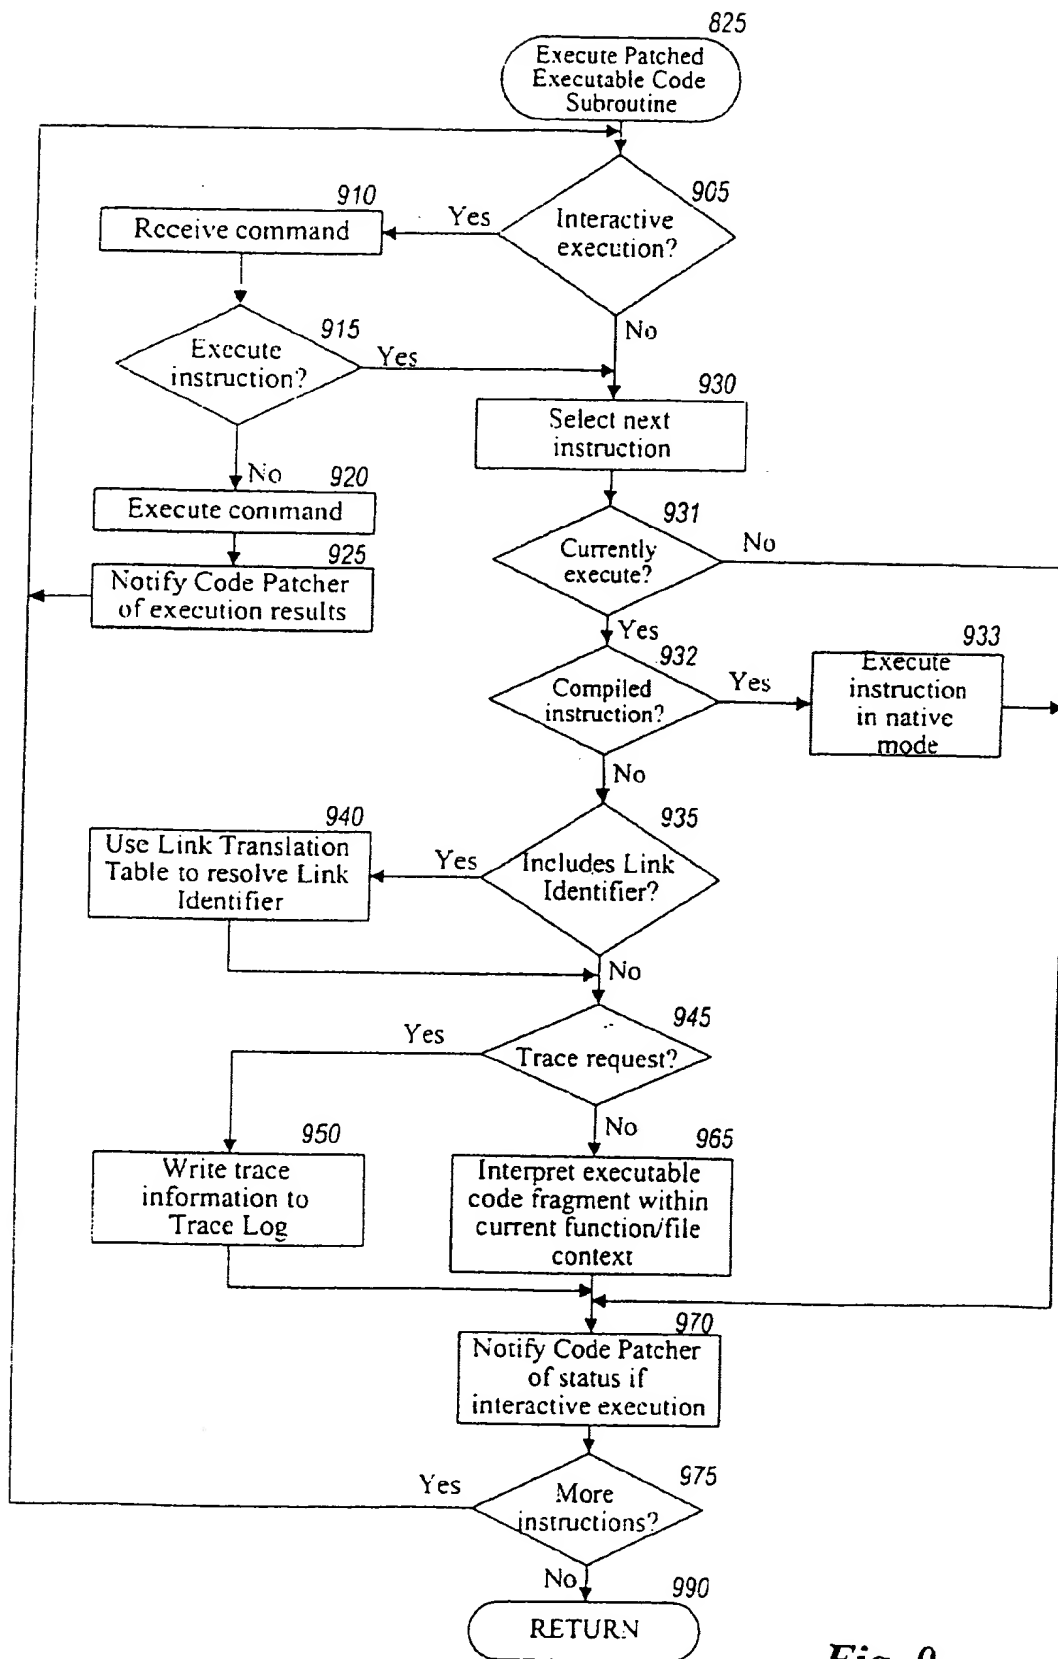 825
Execute Patched
Executable Code
Subroutine
905
Interactive
execution?
Yes
No
910
Receive command
915
Execute
instruction?
Yes
No
920
Execute command
925
Notify Code Patcher
of execution results
930
Select next
instruction
931
Currently
execute?
No
Yes
932
Compiled
instruction?
Yes
No
933
Execute
instruction
in native
mode
935
Includes Link
Identifier?
Yes
No
940
Use Link Translation
Table to resolve Link
Identifier
945
Trace request?
Yes
No
950
Write trace
information to
Trace Log
965
Interpret executable
code fragment within
current function/file
context
970
Notify Code Patcher
of status if
interactive execution
975
More
instructions?
Yes
No
990
RETURN
Fig. 9